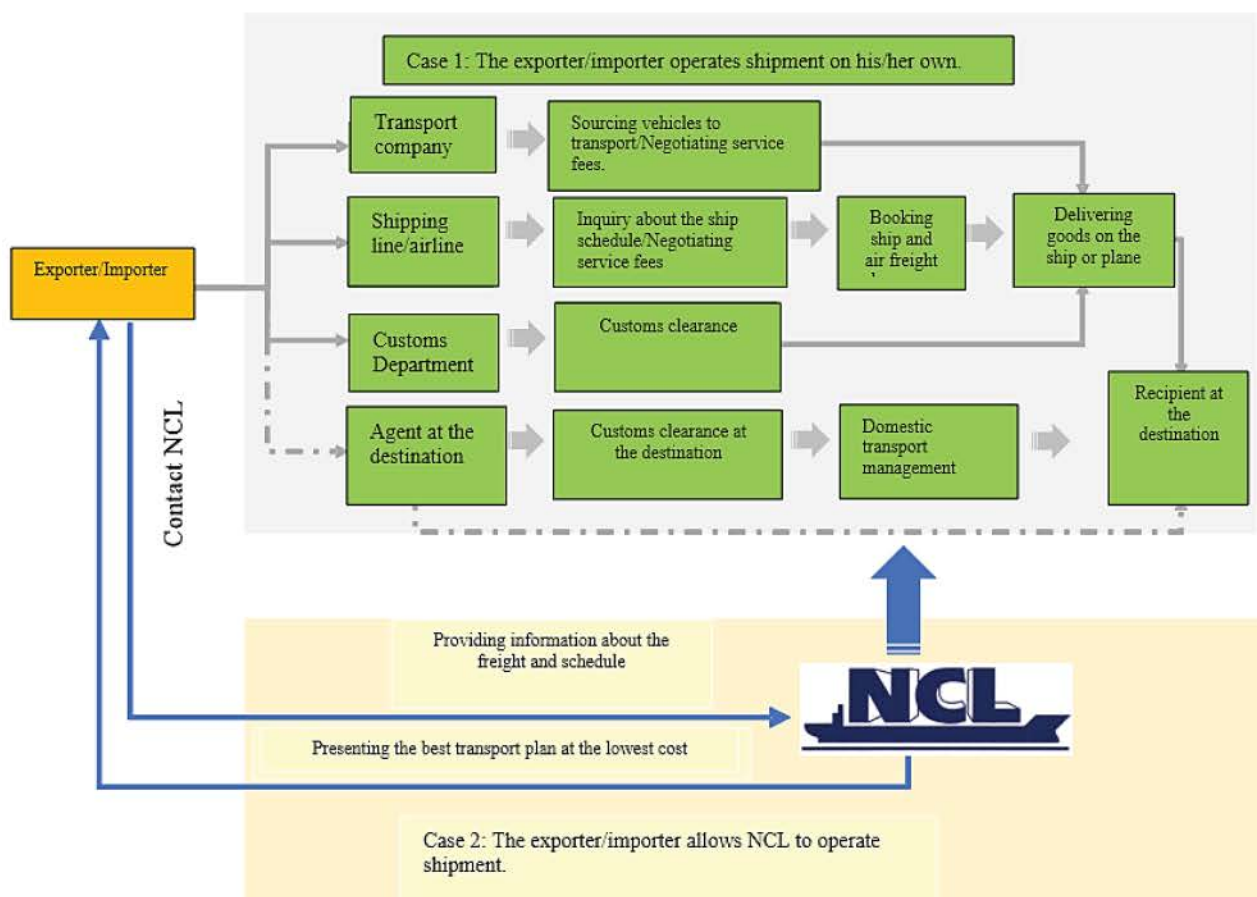 Case 1: The exporter/importer operates shipment on his/her own.
Transport
company
Sourcing vehicles to
transport/Negotiating service
fees.
Shipping
line/airline
Inquiry about the ship
schedule/Negotiating
service fees
Booking
ship and
air freight
Delivering
goods on the
ship or plane
Exporter/Importer
Customs
Department
Customs clearance
Agent at the
destination
Customs clearance at
the destination
Domestic
transport
management
Recipient at
the
destination
Contact NCL
Providing information about the
freight and schedule
NCL
Presenting the best transport plan at the lowest cost
Case 2: The exporter/importer allows NCL to operate
shipment.